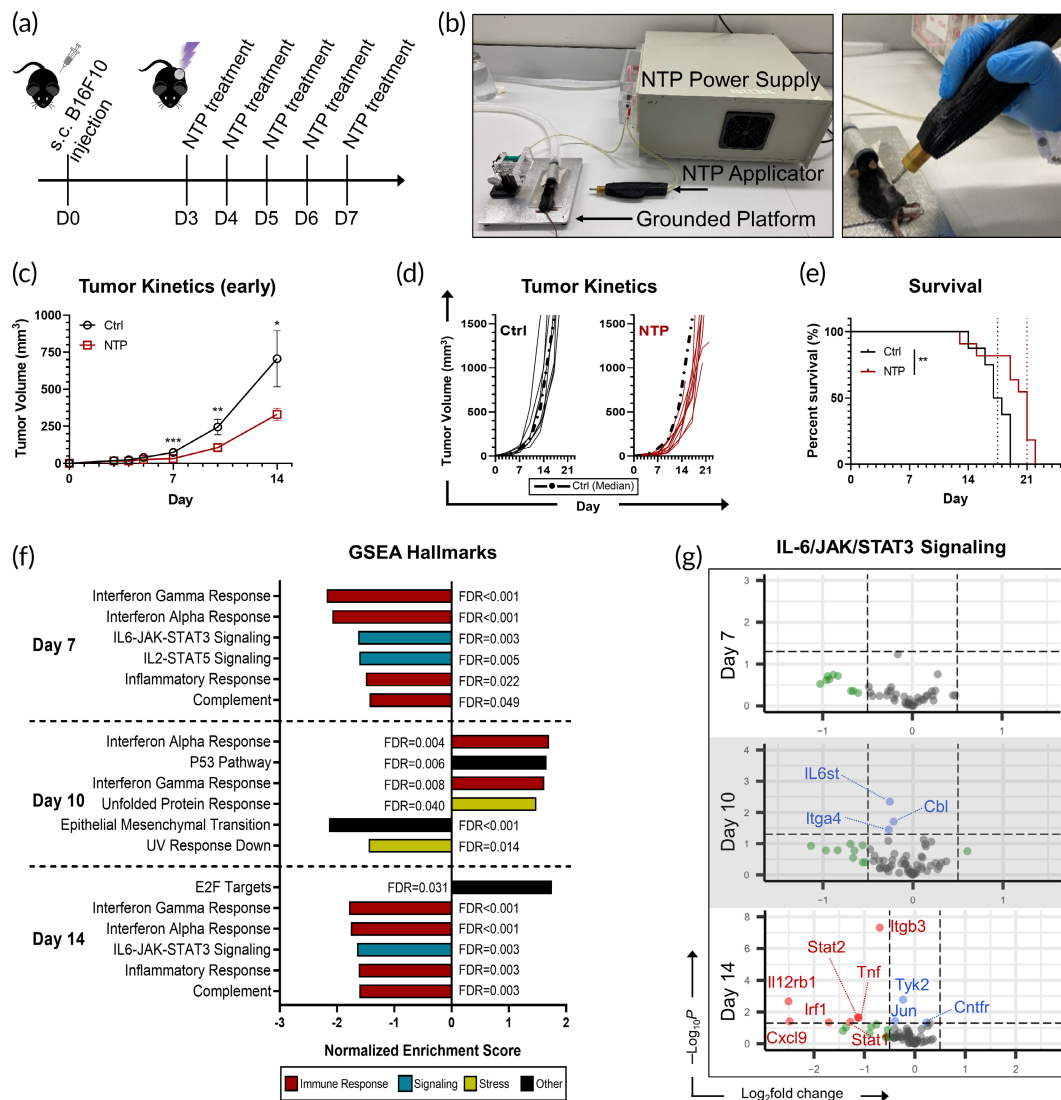 (a)
s.c. B16F10
injection
NTP treatment
NTP treatment
NTP treatment
NTP treatment
NTP treatment
D0
D3
D4
D5
D6
D7
(b)
NTP Power Supply
NTP Applicator
Grounded Platform
(c)
Tumor Kinetics (early)
Tumor Volume (mm³)
1000
750
500
250
0
Ctrl
NTP
***
**
*
0
7
14
Day
(d)
Tumor Kinetics
Tumor Volume (mm³)
Ctrl
1500
1000
500
0
0
7
14
21
NTP
1500
1000
500
0
0
7
14
21
Ctrl (Median)
Day
(e)
Survival
Percent survival (%)
100
50
0
Ctrl
NTP
**
0
7
14
21
Day
(f)
GSEA Hallmarks
Day 7
Interferon Gamma Response
FDR<0.001
Interferon Alpha Response
FDR<0.001
IL6-JAK-STAT3 Signaling
FDR=0.003
IL2-STAT5 Signaling
FDR=0.005
Inflammatory Response
FDR=0.022
Complement
FDR=0.049
Day 10
Interferon Alpha Response
FDR=0.004
P53 Pathway
FDR=0.006
Interferon Gamma Response
FDR=0.008
Unfolded Protein Response
FDR=0.040
Epithelial Mesenchymal Transition
FDR<0.001
UV Response Down
FDR=0.014
Day 14
E2F Targets
FDR=0.031
Interferon Gamma Response
FDR<0.001
Interferon Alpha Response
FDR<0.001
IL6-JAK-STAT3 Signaling
FDR=0.003
Inflammatory Response
FDR=0.003
Complement
FDR=0.003
−3
−2
−1
0
1
2
Normalized Enrichment Score
Immune Response
Signaling
Stress
Other
(g)
IL-6/JAK/STAT3 Signaling
Day 7
3
2
1
0
−1
0
1
Day 10
4
3
2
1
0
IL6st
Cbl
Itga4
−1
0
1
Day 14
8
6
4
2
0
Itgb3
Stat2
Tnf
Il12rb1
Tyk2
Irf1
Jun
Cntfr
Cxcl9
Stat1
−2
−1
0
1
2
−Log₁₀P
Log₂fold change